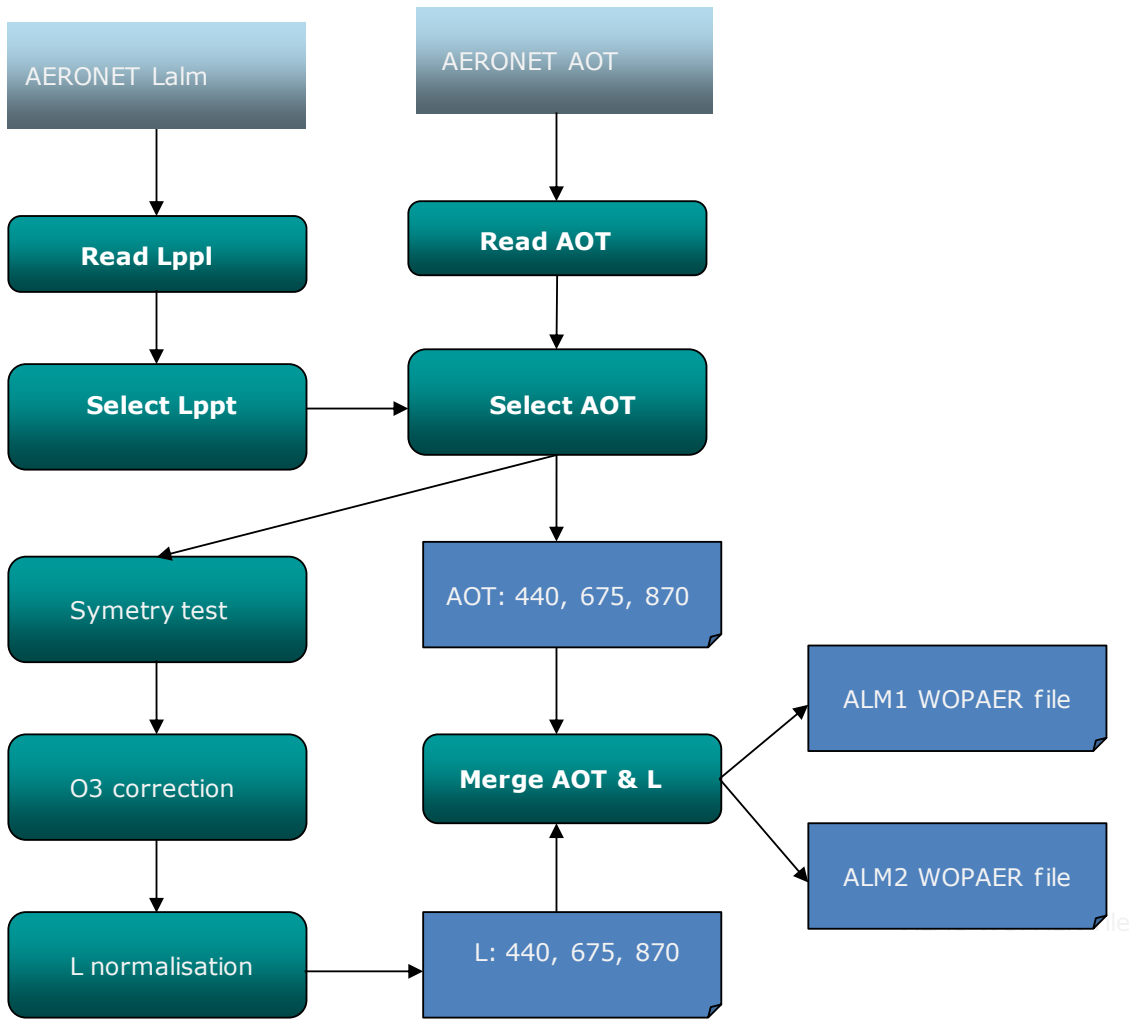 AERONET Lalm
AERONET AOT
Read Lppl
Read AOT
Select Lppt
Select AOT
Symetry test
AOT: 440, 675, 870
O3 correction
Merge AOT & L
L normalisation
L: 440, 675, 870
ALM1 WOPAER file
ALM2 WOPAER file